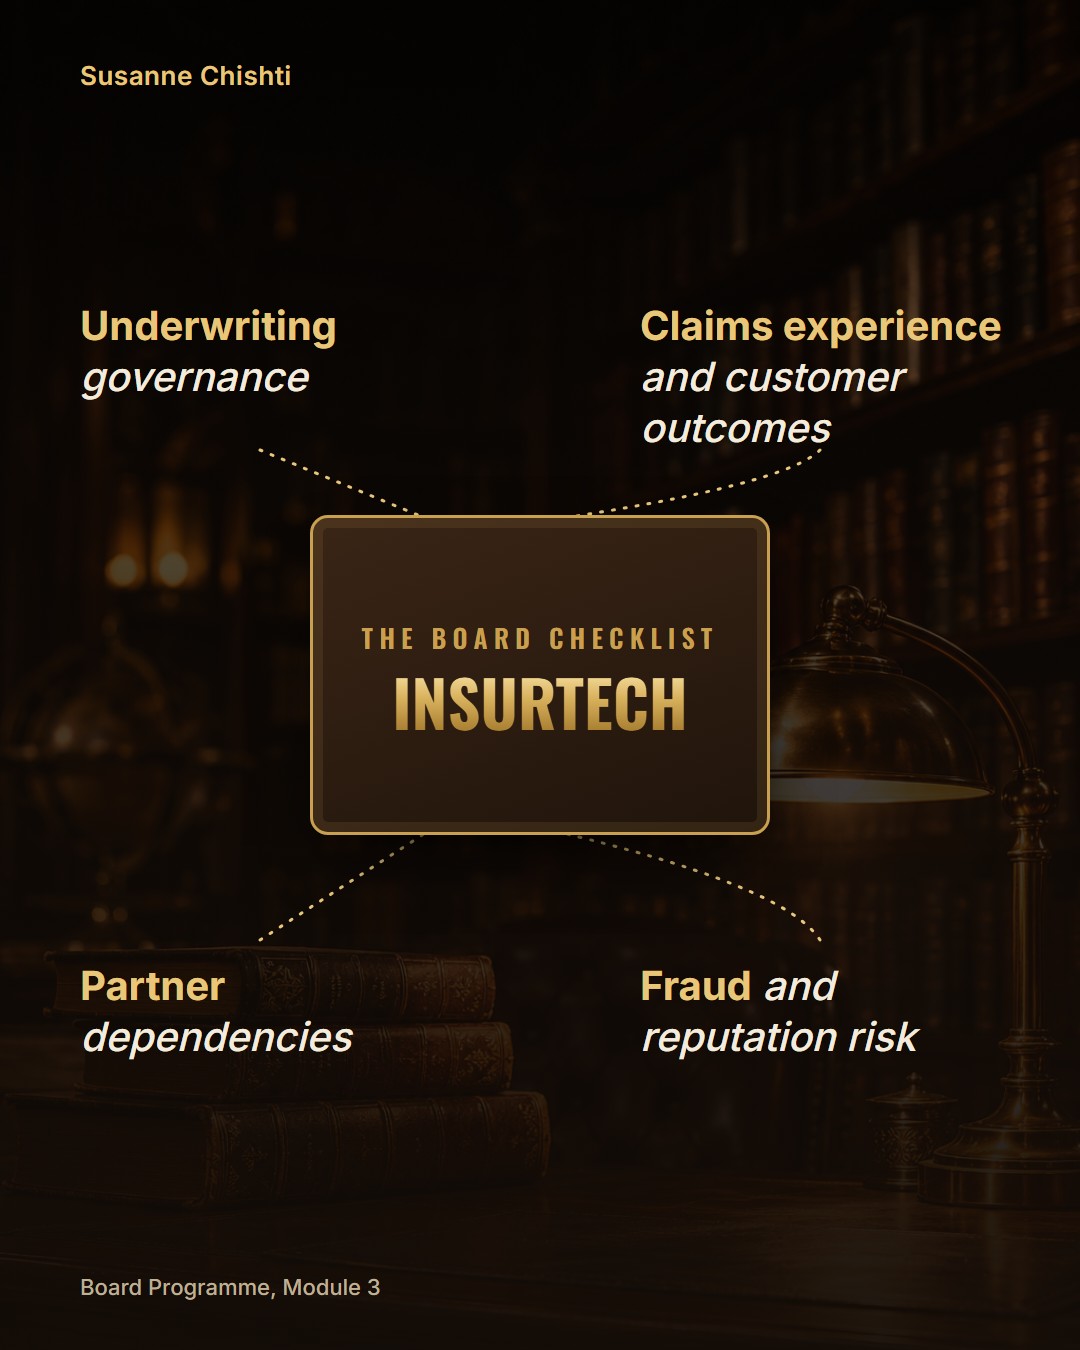 Susanne Chishti
Underwriting
governance
Claims experience
and customer
outcomes
THE BOARD CHECKLIST
INSURTECH
Partner
dependencies
Fraud and
reputation risk
Board Programme, Module 3